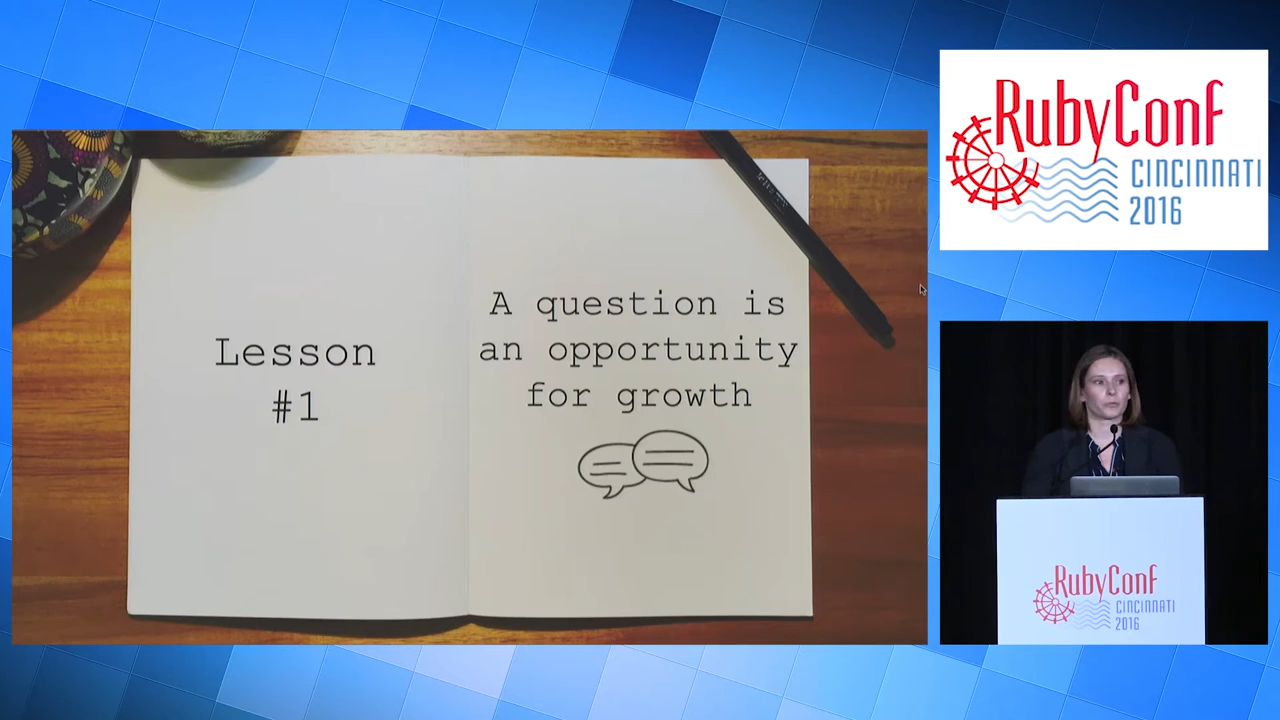 Lesson
#1
A question is
an opportunity
for growth
RubyConf
CINCINNATI
2016
RubyConf
CINCINNATI
2016